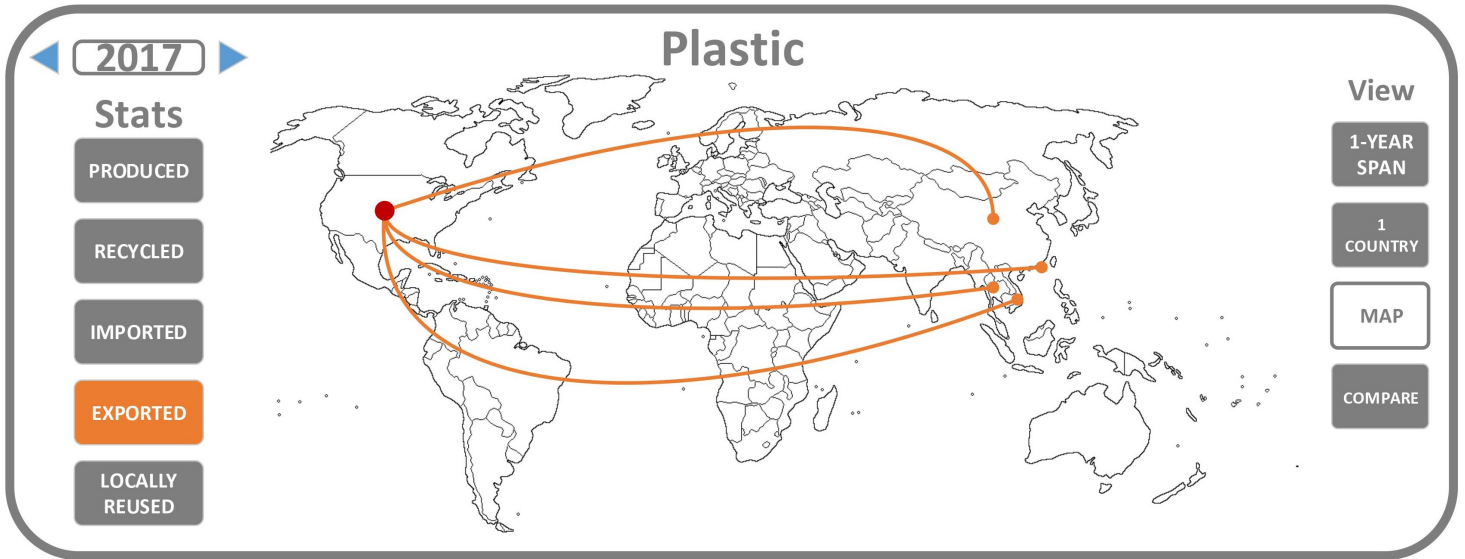 2017
Plastic
Stats
PRODUCED
RECYCLED
IMPORTED
EXPORTED
LOCALLY
REUSED
View
1-YEAR
SPAN
1
COUNTRY
MAP
COMPARE